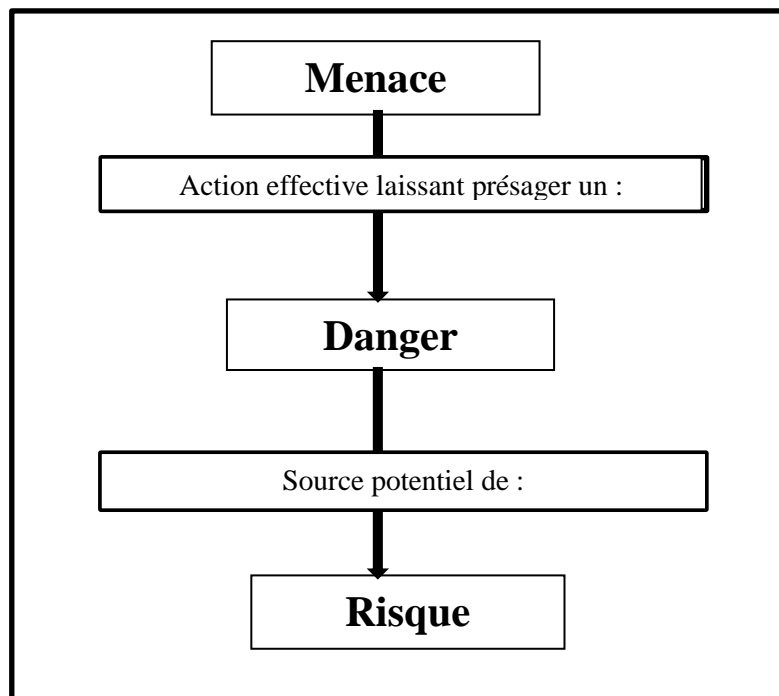 Menace
Action effective laissant présager un :
Danger
Source potentiel de :
Risque